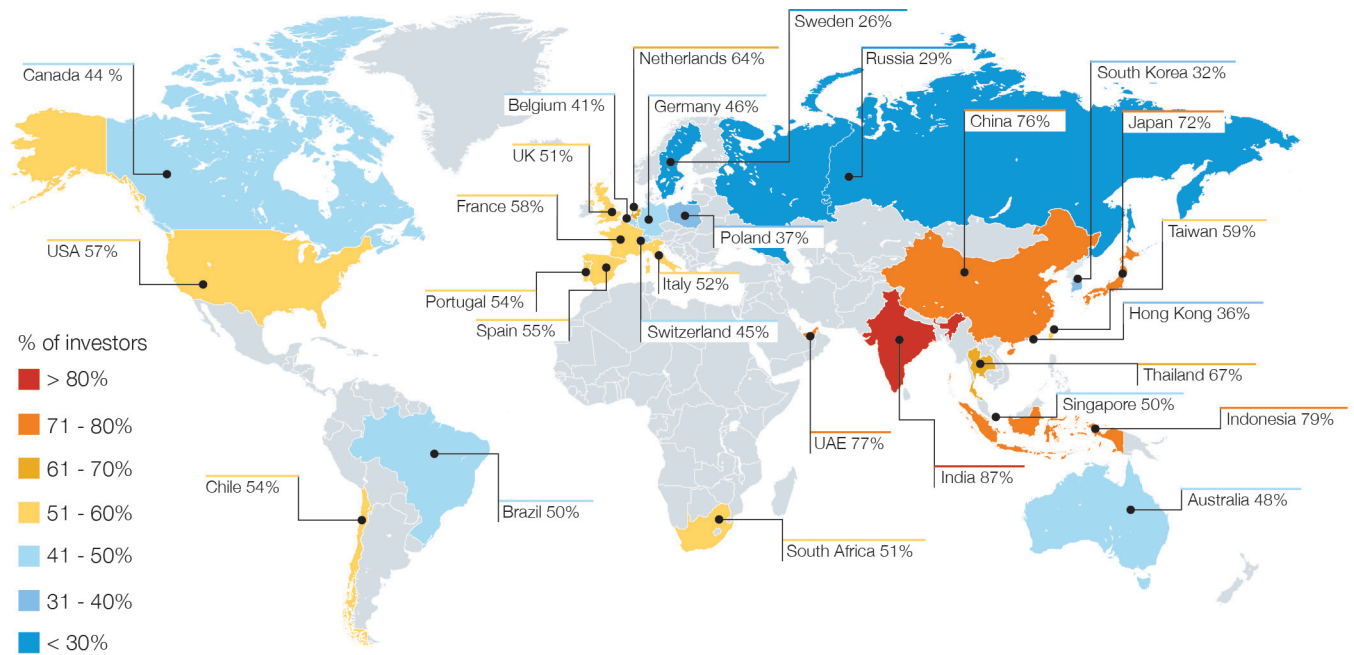 Sweden 26%
Netherlands 64%
Russia 29%
Canada 44 %
South Korea 32%
Belgium 41%
Germany 46%
China 76%
Japan 72%
UK 51%
France 58%
Poland 37%
Taiwan 59%
USA 57%
Italy 52%
Portugal 54%
Hong Kong 36%
Spain 55%
Switzerland 45%
% of investors
> 80%
71 - 80%
61 - 70%
51 - 60%
41 - 50%
31 - 40%
< 30%
Thailand 67%
Singapore 50%
Indonesia 79%
UAE 77%
India 87%
Chile 54%
Brazil 50%
Australia 48%
South Africa 51%